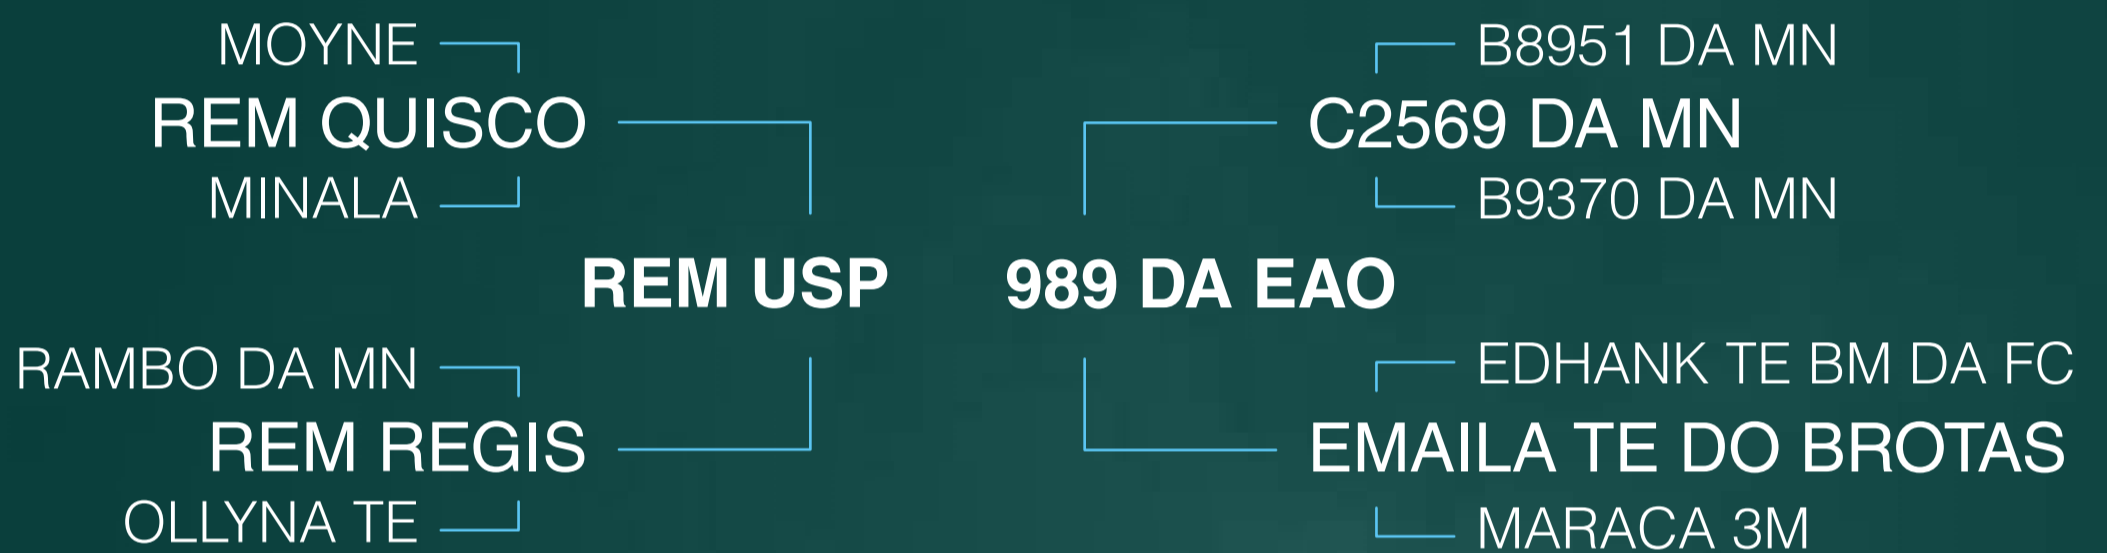 MOYNE
REM QUISCO
MINALA
REM USP
RAMBO DA MN
REM REGIS
OLLYNA TE
B8951 DA MN
C2569 DA MN
B9370 DA MN
989 DA EAO
EDHANK TE BM DA FC
EMAILA TE DO BROTAS
MARACA 3M